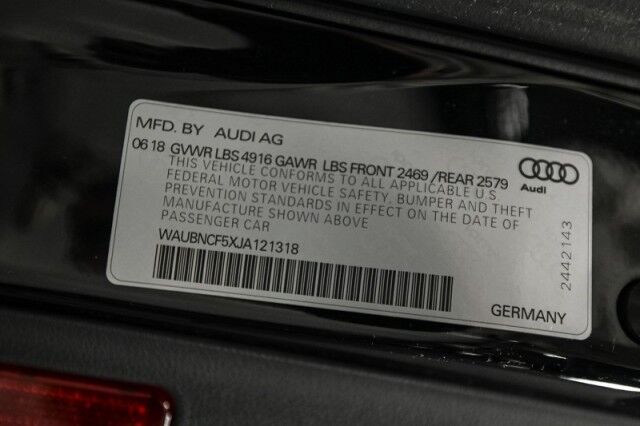 MFD. BY AUDI AG
06 18 GVWR LBS 4916 GAWR LBS FRONT 2469 /REAR 2579
THIS VEHICLE CONFORMS TO ALL APPLICABLE U.S
FEDERAL MOTOR VEHICLE SAFETY, BUMPER AND THEFT
PREVENTION STANDARDS IN EFFECT ON THE DATE OF
MANUFACTURE SHOWN ABOVE
PASSENGER CAR
WAUBNCF5XJA121318
Audi
2442143
GERMANY